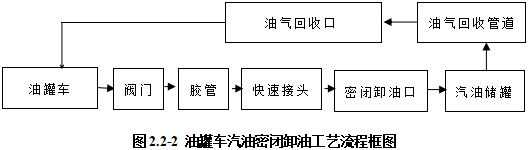 油气回收口
油气回收管道
油罐车
阀门
胶管
快速接头
密闭卸油口
汽油储罐
图 2.2-2 油罐车汽油密闭卸油工艺流程框图